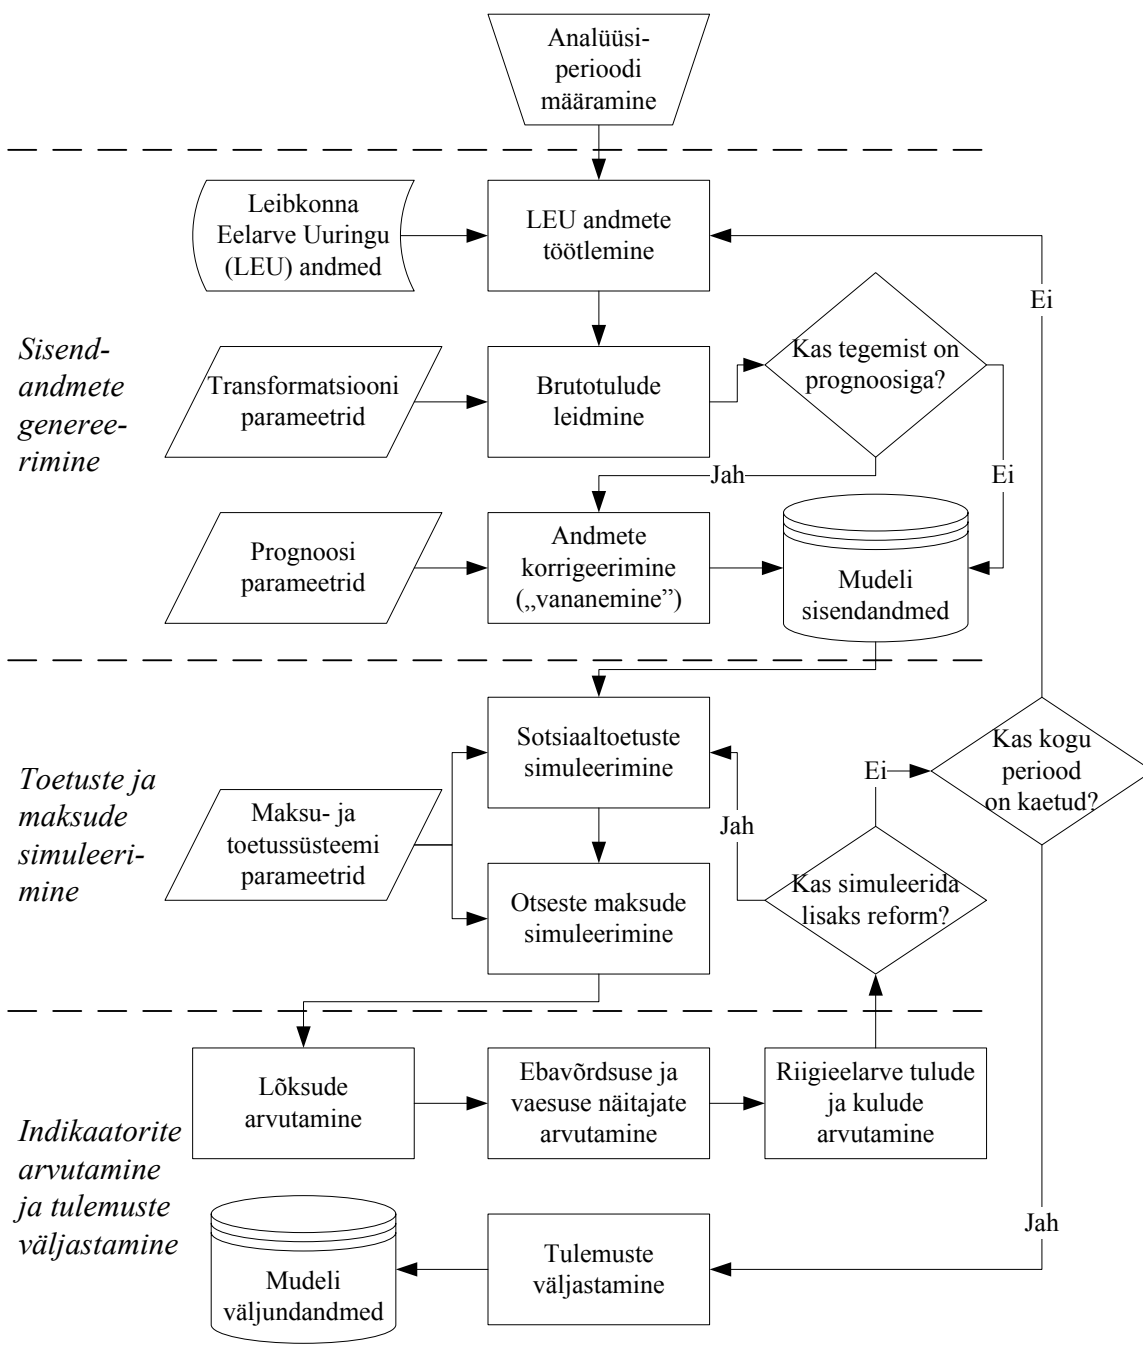 Analüüsi-
perioodi
määramine
Leibkonna
Eelarve Uuringu
(LEU) andmed
LEU andmete
töötlemine
Ei
Sisend-
andmete
generee-
rimine
Transformatsiooni
parameetrid
Brutotulude
leidmine
Kas tegemist on
prognoosiga?
Jah
Ei
Prognoosi
parameetrid
Andmete
korrigeerimine
(„vananemine”)
Mudeli
sisendandmed
Toetuste ja
maksude
simuleeri-
mine
Maksu- ja
toetussüsteemi
parameetrid
Sotsiaaltoetuste
simuleerimine
Otseste maksude
simuleerimine
Jah
Ei
Kas simuleerida
lisaks reform?
Kas kogu
periood
on kaetud?
Indikaatorite
arvutamine
ja tulemuste
väljastamine
Lõksude
arvutamine
Ebavõrdsuse ja
vaesuse näitajate
arvutamine
Riigieelarve tulude
ja kulude
arvutamine
Jah
Mudeli
väljundandmed
Tulemuste
väljastamine